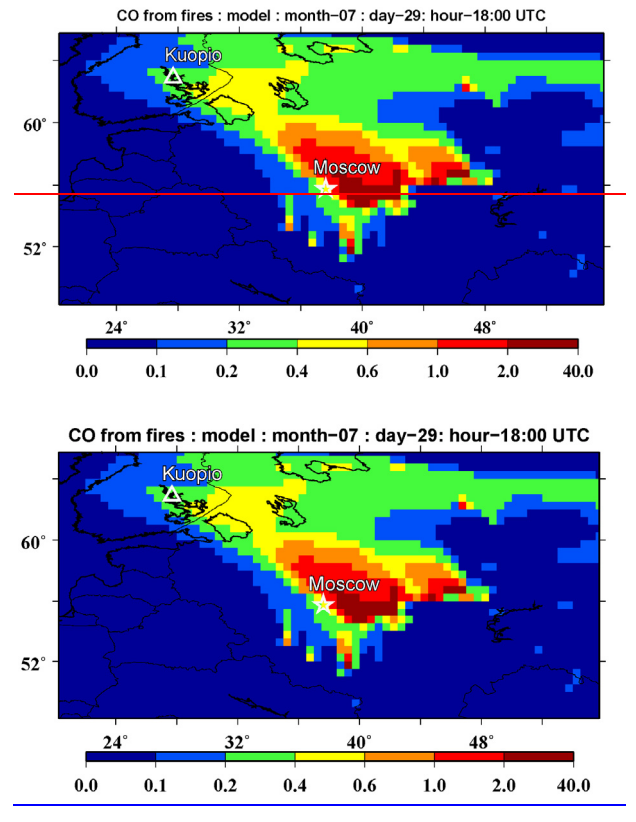 CO from fires : model : month−07 : day−29: hour−18:00 UTC
Kuopio
60°
Moscow
52°
24° 32° 40° 48°
0.0 0.1 0.2 0.4 0.6 1.0 2.0 40.0
CO from fires : model : month−07 : day−29: hour−18:00 UTC
Kuopio
60°
Moscow
52°
24° 32° 40° 48°
0.0 0.1 0.2 0.4 0.6 1.0 2.0 40.0